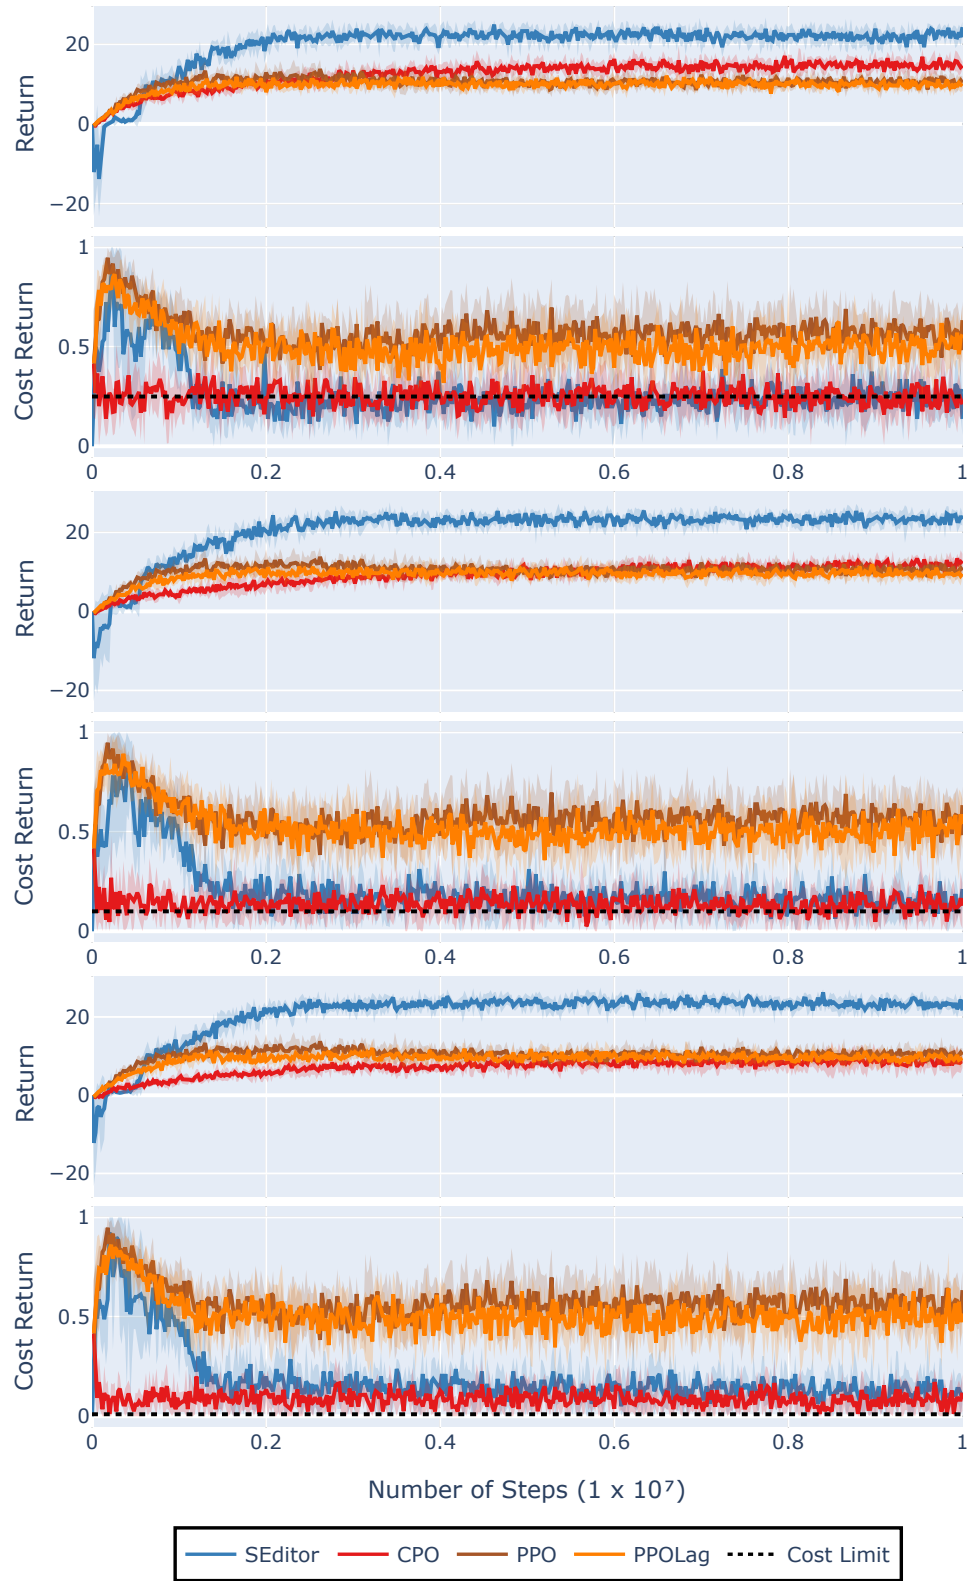 20
0
−20
Return
1
0.5
0
Cost Return
0 0.2 0.4 0.6 0.8 1
20
0
−20
Return
1
0.5
0
Cost Return
0 0.2 0.4 0.6 0.8 1
20
0
−20
Return
1
0.5
0
Cost Return
0 0.2 0.4 0.6 0.8 1
Number of Steps (1 x 10⁷)
SEditor CPO PPO PPOLag Cost Limit